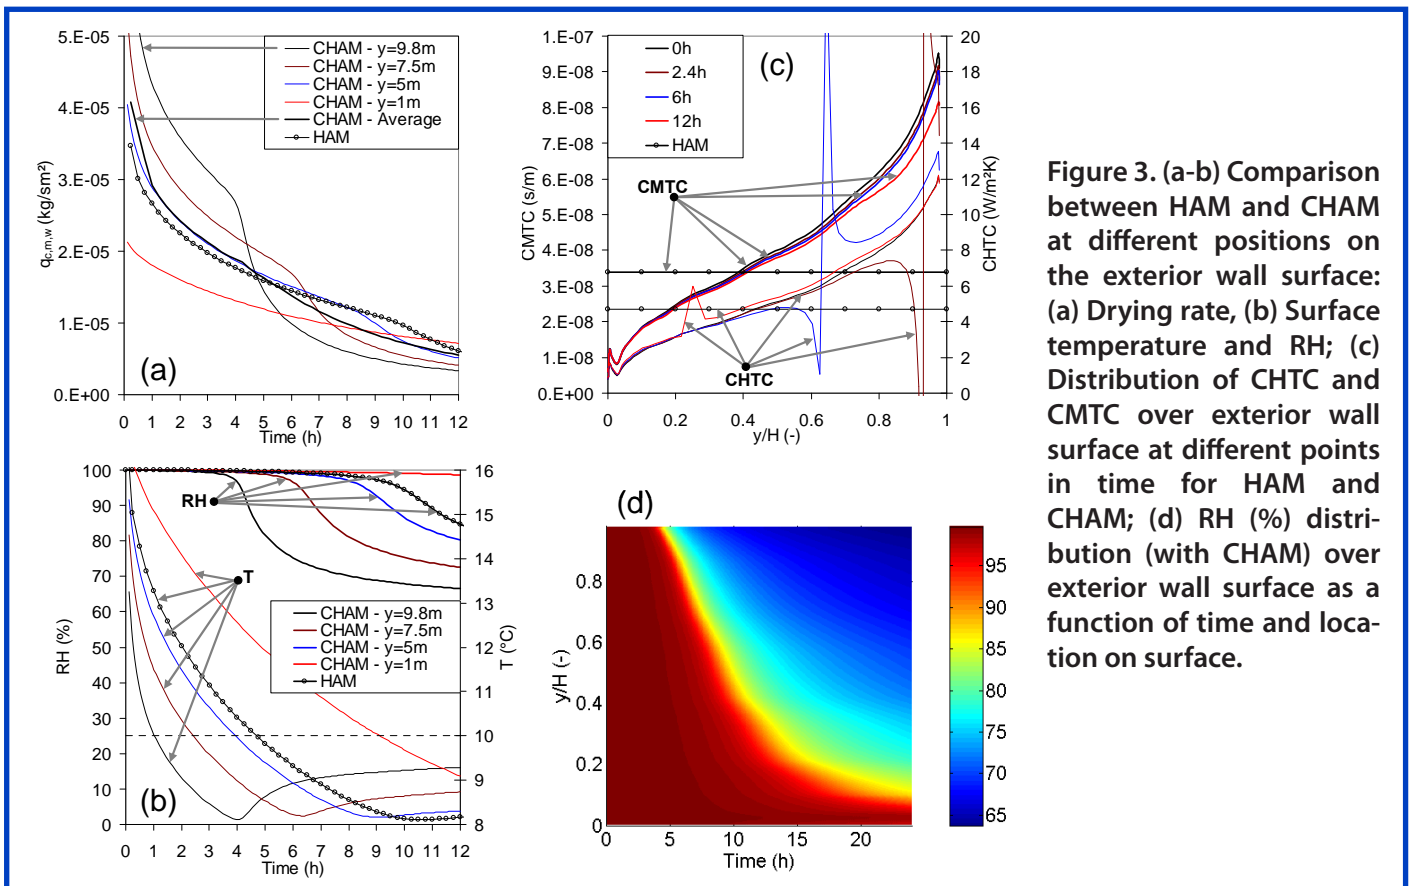 5.E-05
4.E-05
3.E-05
2.E-05
1.E-05
0.E+00
q_c,m,w (kg/sm²)
CHAM - y=9.8m
CHAM - y=7.5m
CHAM - y=5m
CHAM - y=1m
CHAM - Average
HAM
(a)
0 1 2 3 4 5 6 7 8 9 10 11 12
Time (h)
1.E-07
9.E-08
8.E-08
7.E-08
6.E-08
5.E-08
4.E-08
3.E-08
2.E-08
1.E-08
0.E+00
CMTC (s/m)
0h
2.4h
6h
12h
HAM
(c)
CMTC
CHTC
20
18
16
14
12
10
8
6
4
2
0
CHTC (W/m²K)
0 0.2 0.4 0.6 0.8 1
y/H (-)
100
90
80
70
60
50
40
30
20
10
0
RH (%)
RH
T
CHAM - y=9.8m
CHAM - y=7.5m
CHAM - y=5m
CHAM - y=1m
HAM
(b)
16
15
14
13
12
11
10
9
8
T (°C)
0 1 2 3 4 5 6 7 8 9 10 11 12
Time (h)
(d)
0.8
0.6
0.4
0.2
0
y/H (-)
0 5 10 15 20
Time (h)
95
90
85
80
75
70
65
Figure 3. (a-b) Comparison
between HAM and CHAM
at different positions on
the exterior wall surface:
(a) Drying rate, (b) Surface
temperature and RH; (c)
Distribution of CHTC and
CMTC over exterior wall
surface at different points
in time for HAM and
CHAM; (d) RH (%) distri-
bution (with CHAM) over
exterior wall surface as a
function of time and loca-
tion on surface.